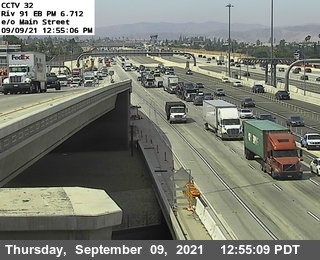 CCTV 32
Riv 91 EB PM 6.712
e/o Main Street
09/09/21 12:55:06 PM
FedEx
Thursday, September 09, 2021 12:55:09 PDT